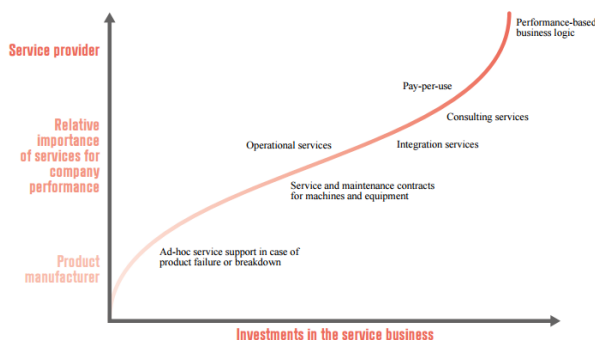 Performance-based
business logic
Service provider
Pay-per-use
Consulting services
Relative
importance
of services for
company
performance
Operational services
Integration services
Service and maintenance contracts
for machines and equipment
Ad-hoc service support in case of
product failure or breakdown
Product
manufacturer
Investments in the service business